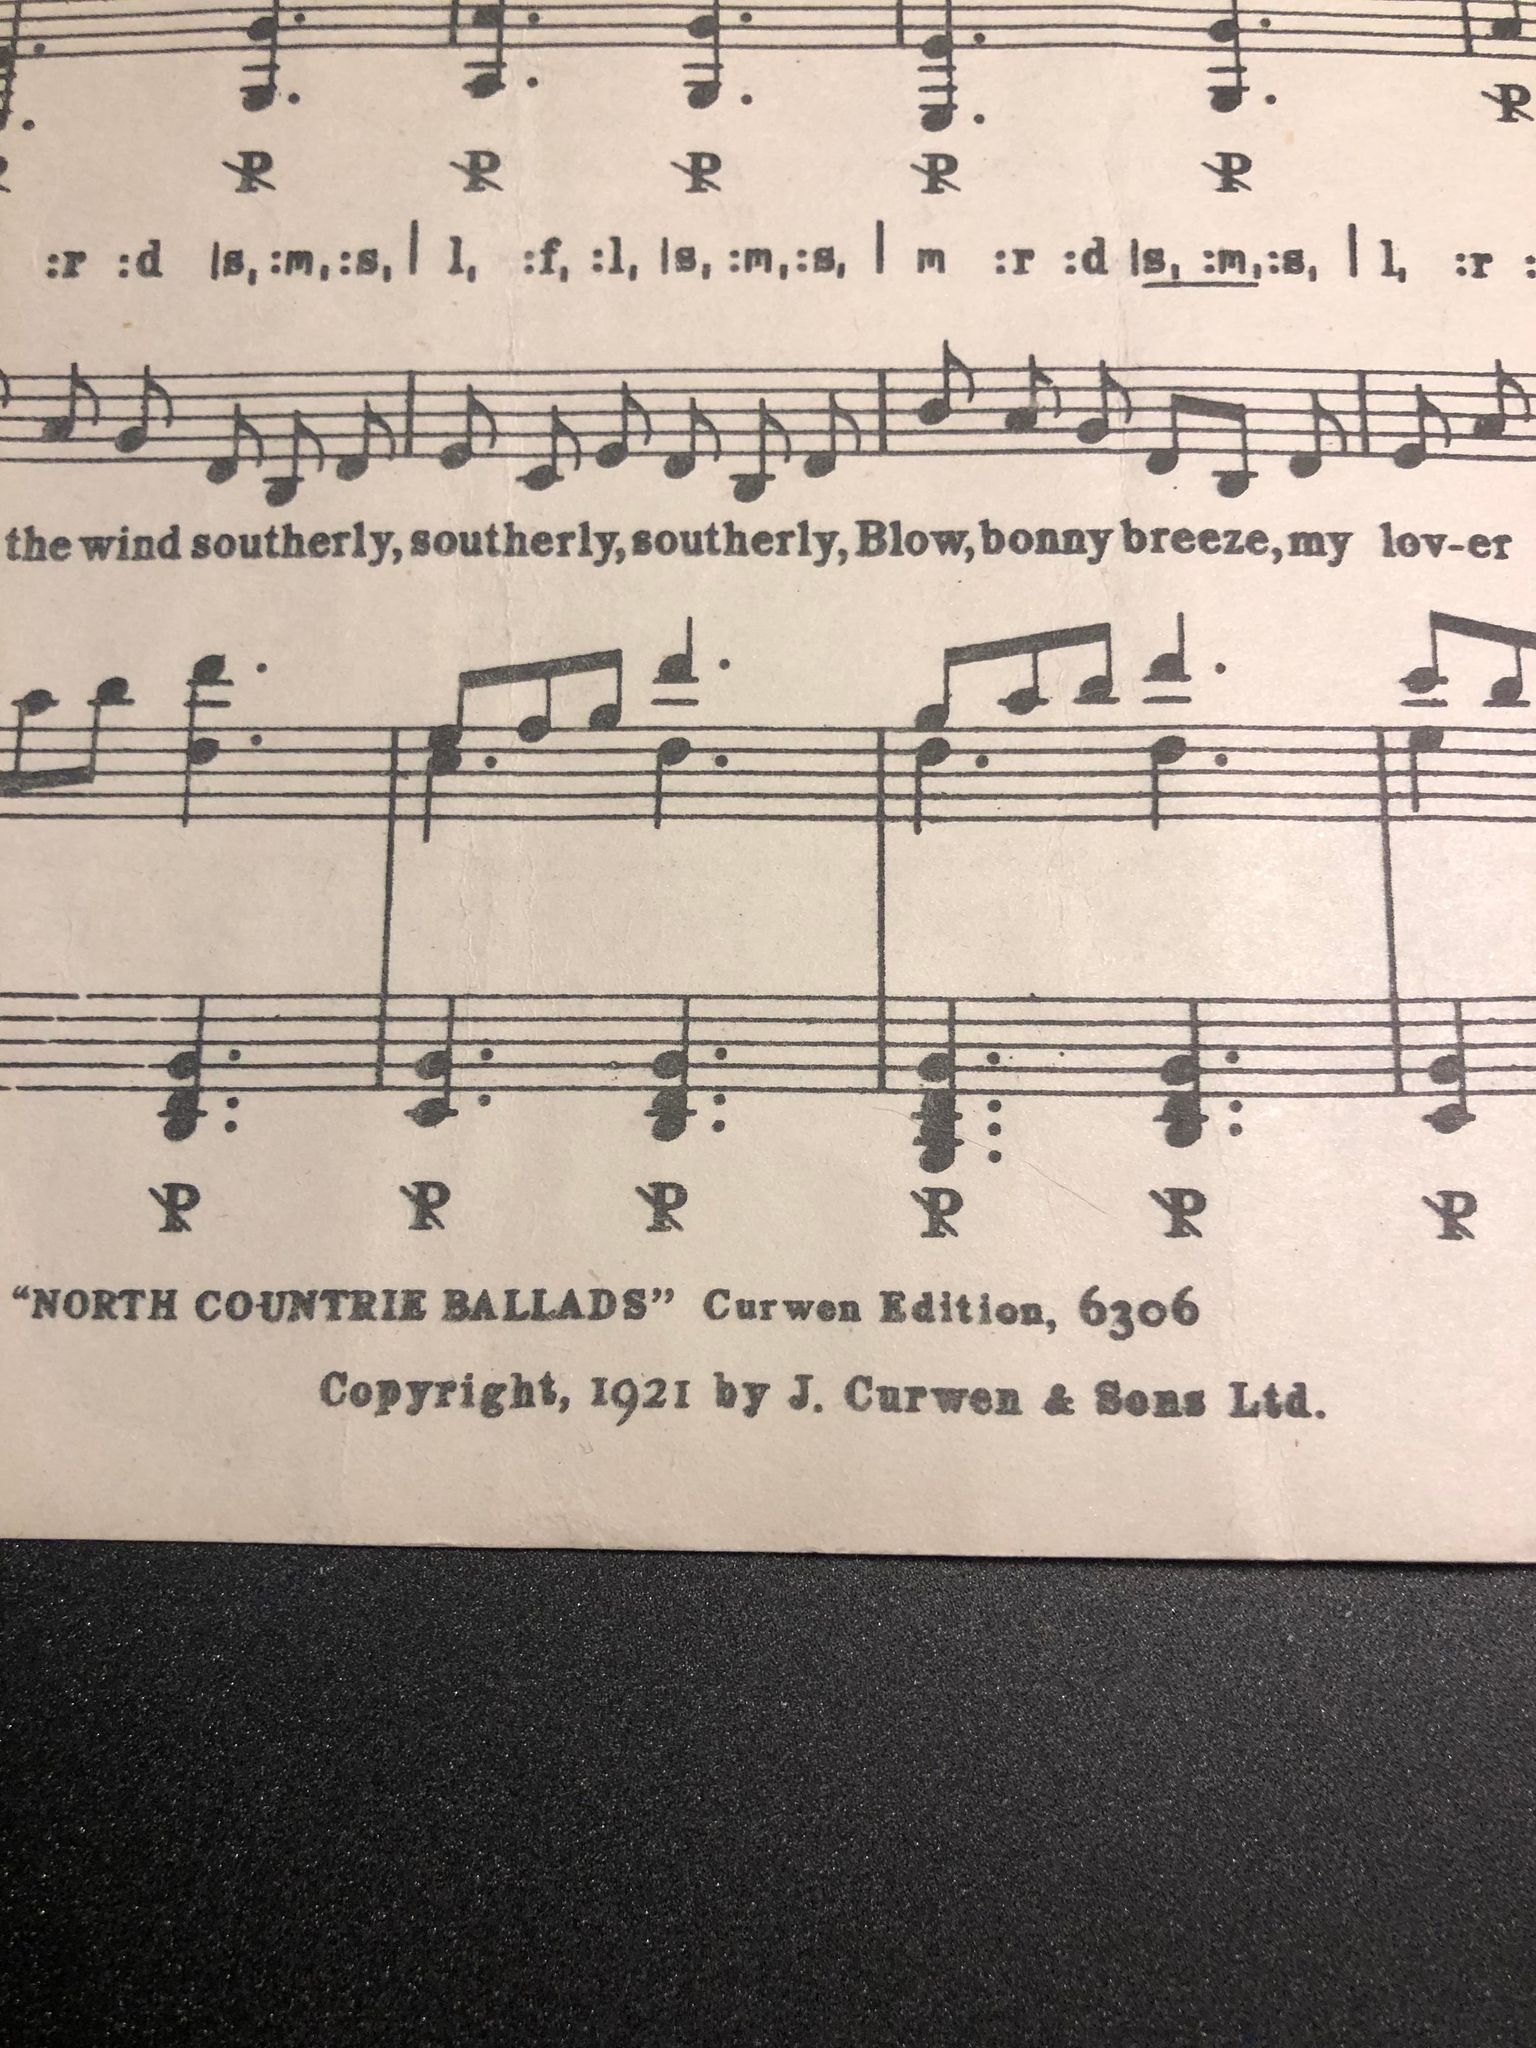 P P P P P P
:r :d |s, :m, :s, | l, :f, :l, |s, :m, :s, | m :r :d |s, :m, :s, | l, :r :
the wind southerly, southerly, southerly, Blow, bonny breeze, my lov-er
P P P P P P
"NORTH COUNTRIE BALLADS" Curwen Edition, 6306
Copyright, 1921 by J. Curwen & Sons Ltd.